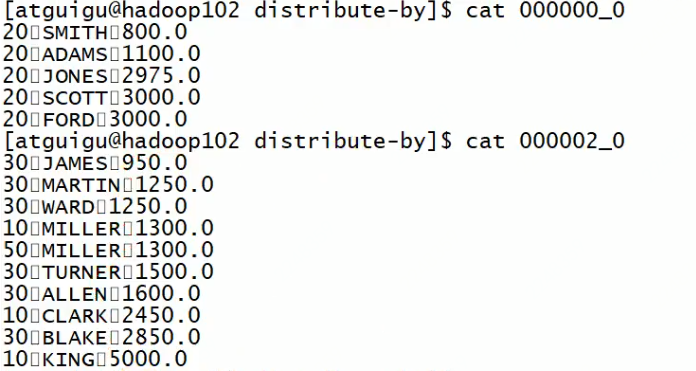 [atguigu@hadoop102 distribute-by]$ cat 000000_0
20▯SMITH▯800.0
20▯ADAMS▯1100.0
20▯JONES▯2975.0
20▯SCOTT▯3000.0
20▯FORD▯3000.0
[atguigu@hadoop102 distribute-by]$ cat 000002_0
30▯JAMES▯950.0
30▯MARTIN▯1250.0
30▯WARD▯1250.0
10▯MILLER▯1300.0
50▯MILLER▯1300.0
30▯TURNER▯1500.0
30▯ALLEN▯1600.0
10▯CLARK▯2450.0
30▯BLAKE▯2850.0
10▯KING▯5000.0